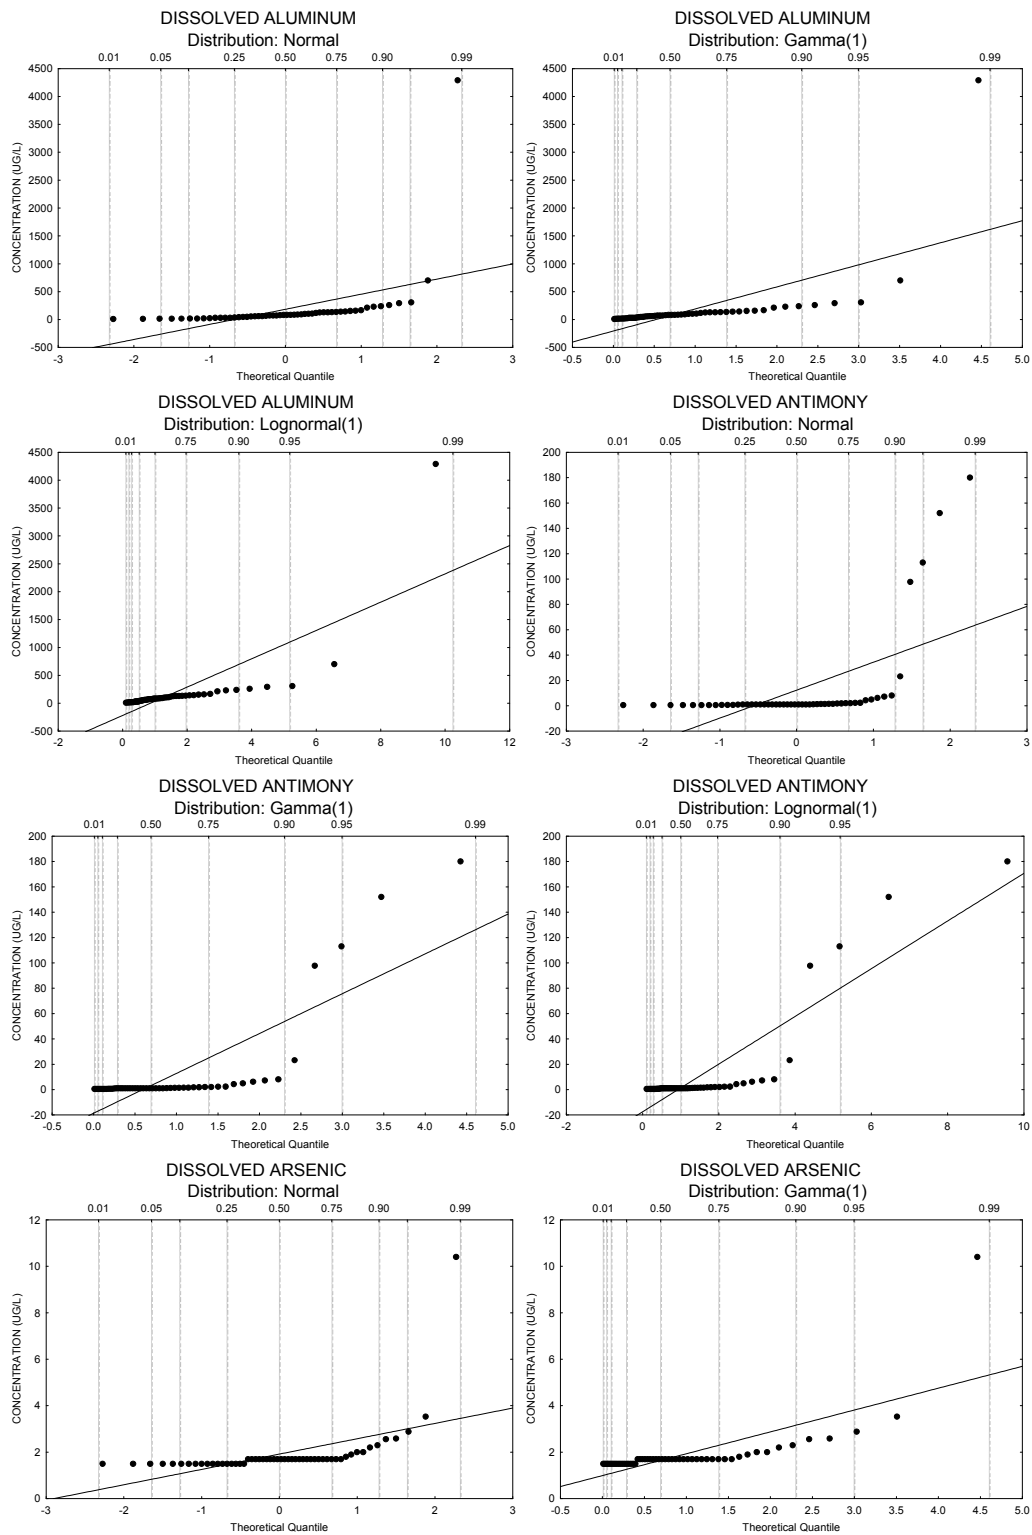 DISSOLVED ALUMINUM
Distribution: Normal
0.01 0.05 0.25 0.50 0.75 0.90 0.99
4500
4000
3500
3000
2500
2000
1500
1000
500
0
-500
CONCENTRATION (UG/L)
-3 -2 -1 0 1 2 3
Theoretical Quantile
DISSOLVED ALUMINUM
Distribution: Gamma(1)
0.01 0.50 0.75 0.90 0.95 0.99
4500
4000
3500
3000
2500
2000
1500
1000
500
0
-500
CONCENTRATION (UG/L)
-0.5 0.0 0.5 1.0 1.5 2.0 2.5 3.0 3.5 4.0 4.5 5.0
Theoretical Quantile
DISSOLVED ALUMINUM
Distribution: Lognormal(1)
0.01 0.75 0.90 0.95 0.99
4500
4000
3500
3000
2500
2000
1500
1000
500
0
-500
CONCENTRATION (UG/L)
-2 0 2 4 6 8 10 12
Theoretical Quantile
DISSOLVED ANTIMONY
Distribution: Normal
0.01 0.05 0.25 0.50 0.75 0.90 0.99
200
180
160
140
120
100
80
60
40
20
0
-20
CONCENTRATION (UG/L)
-3 -2 -1 0 1 2 3
Theoretical Quantile
DISSOLVED ANTIMONY
Distribution: Gamma(1)
0.01 0.50 0.75 0.90 0.95 0.99
200
180
160
140
120
100
80
60
40
20
0
-20
CONCENTRATION (UG/L)
-0.5 0.0 0.5 1.0 1.5 2.0 2.5 3.0 3.5 4.0 4.5 5.0
Theoretical Quantile
DISSOLVED ANTIMONY
Distribution: Lognormal(1)
0.01 0.50 0.75 0.90 0.95
200
180
160
140
120
100
80
60
40
20
0
-20
CONCENTRATION (UG/L)
-2 0 2 4 6 8 10
Theoretical Quantile
DISSOLVED ARSENIC
Distribution: Normal
0.01 0.05 0.25 0.50 0.75 0.90 0.99
12
10
8
6
4
2
0
CONCENTRATION (UG/L)
-3 -2 -1 0 1 2 3
Theoretical Quantile
DISSOLVED ARSENIC
Distribution: Gamma(1)
0.01 0.50 0.75 0.90 0.95 0.99
12
10
8
6
4
2
0
CONCENTRATION (UG/L)
-0.5 0.0 0.5 1.0 1.5 2.0 2.5 3.0 3.5 4.0 4.5 5.0
Theoretical Quantile